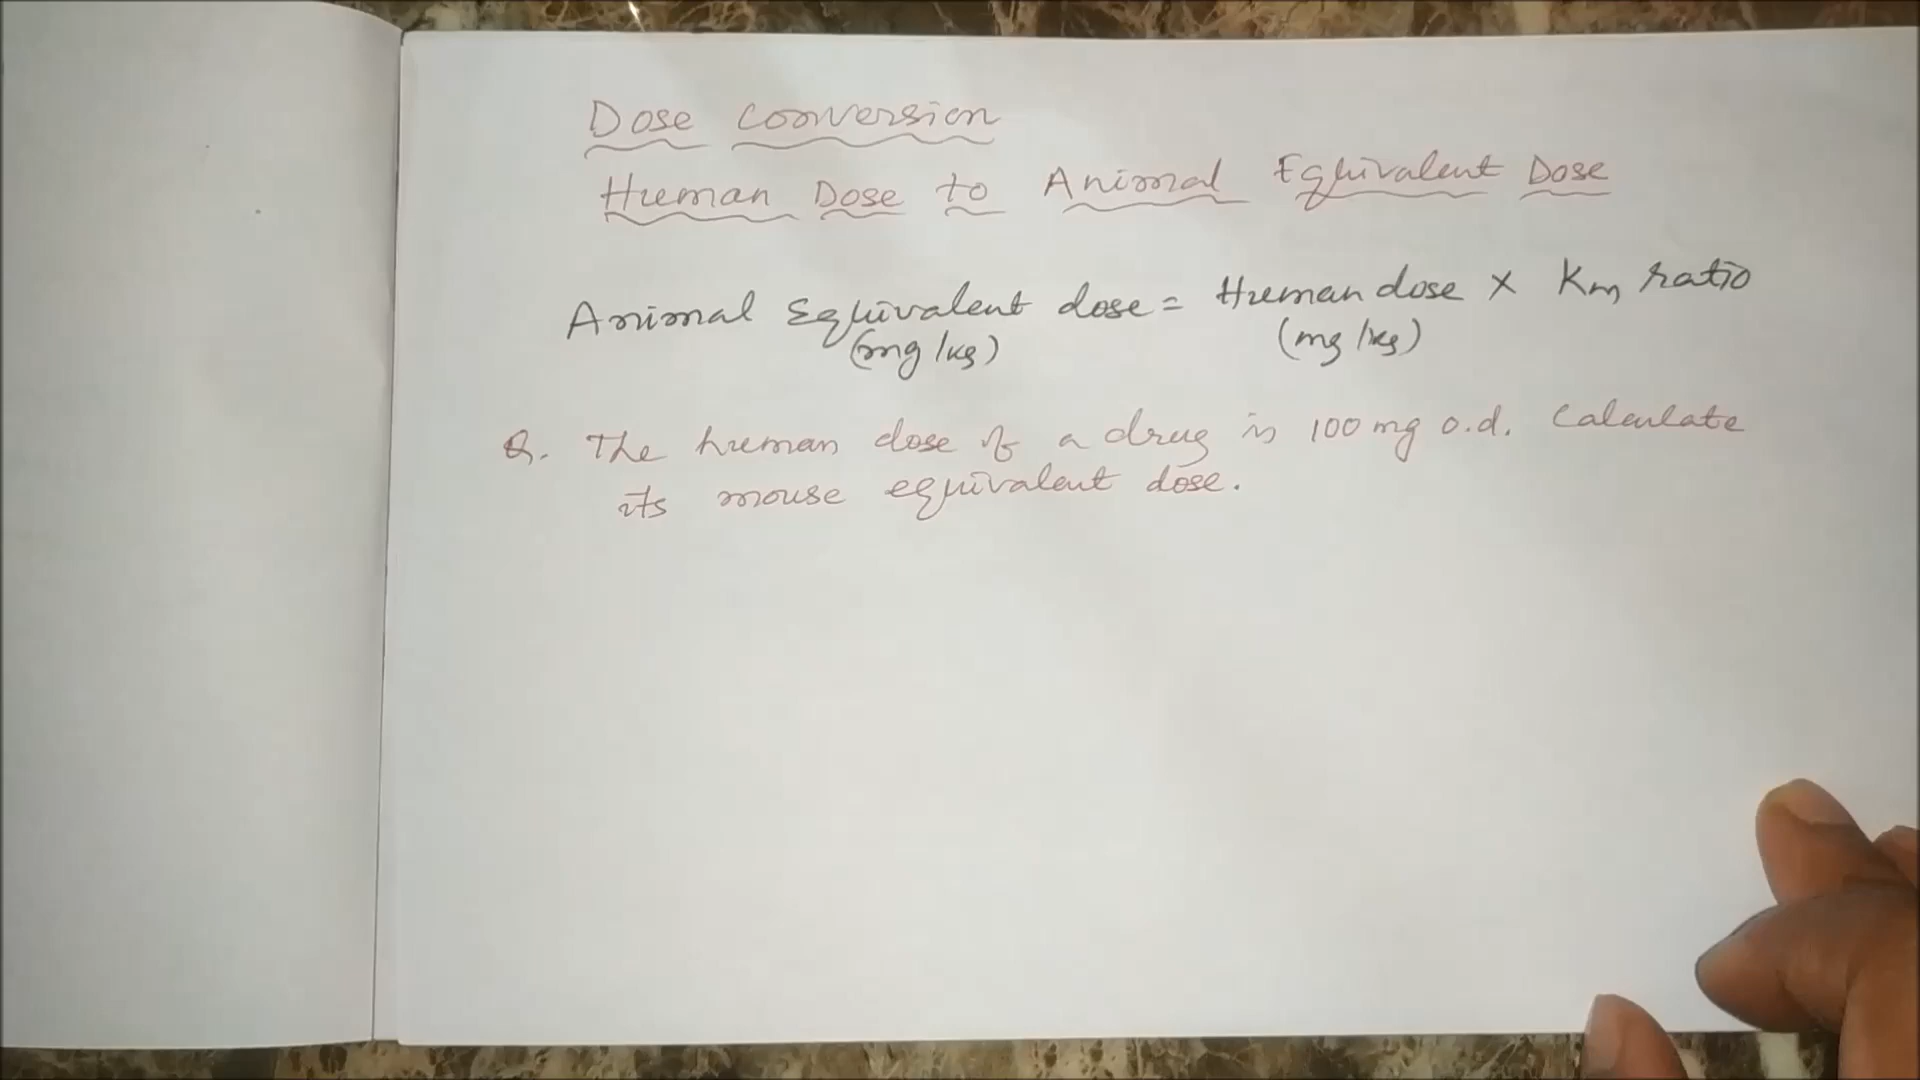 Dose Conversion
Human Dose to Animal Equivalent Dose
Animal Equivalent dose = Human dose × Km ratio
(mg/kg) (mg/kg)
Q. The human dose of a drug is 100 mg o.d. Calculate
its mouse equivalent dose.